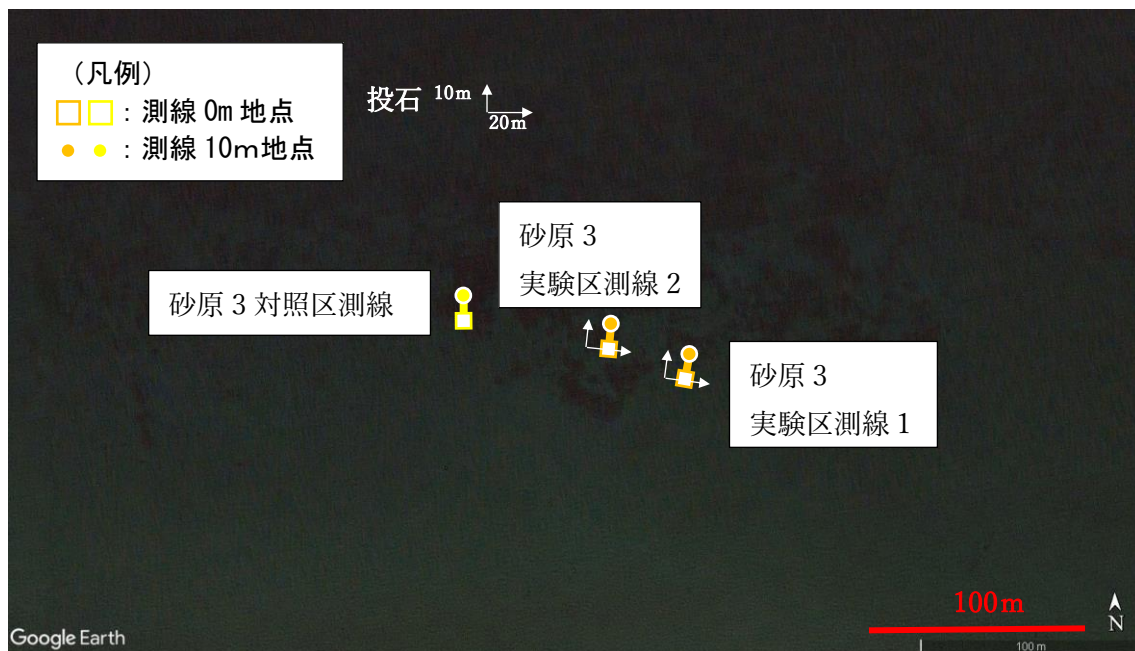 （凡例）
：測線 0m 地点
：測線 10ｍ地点
投石 10m
20m
砂原 3
実験区測線 2
砂原 3 対照区測線
砂原 3
実験区測線 1
100m
N
Google Earth
100 m